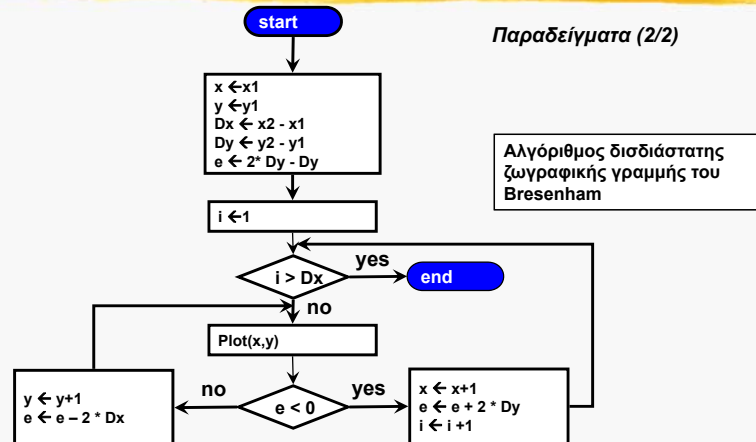 start
Παραδείγματα (2/2)
x ←x1
y ←y1
Dx ← x2 - x1
Dy ← y2 - y1
e ← 2* Dy - Dy
Αλγόριθμος δισδιάστατης
ζωγραφικής γραμμής του
Bresenham
i ←1
i > Dx
yes
end
no
Plot(x,y)
e < 0
no
yes
y ← y+1
e ← e – 2 * Dx
x ← x+1
e ← e + 2 * Dy
i ← i +1